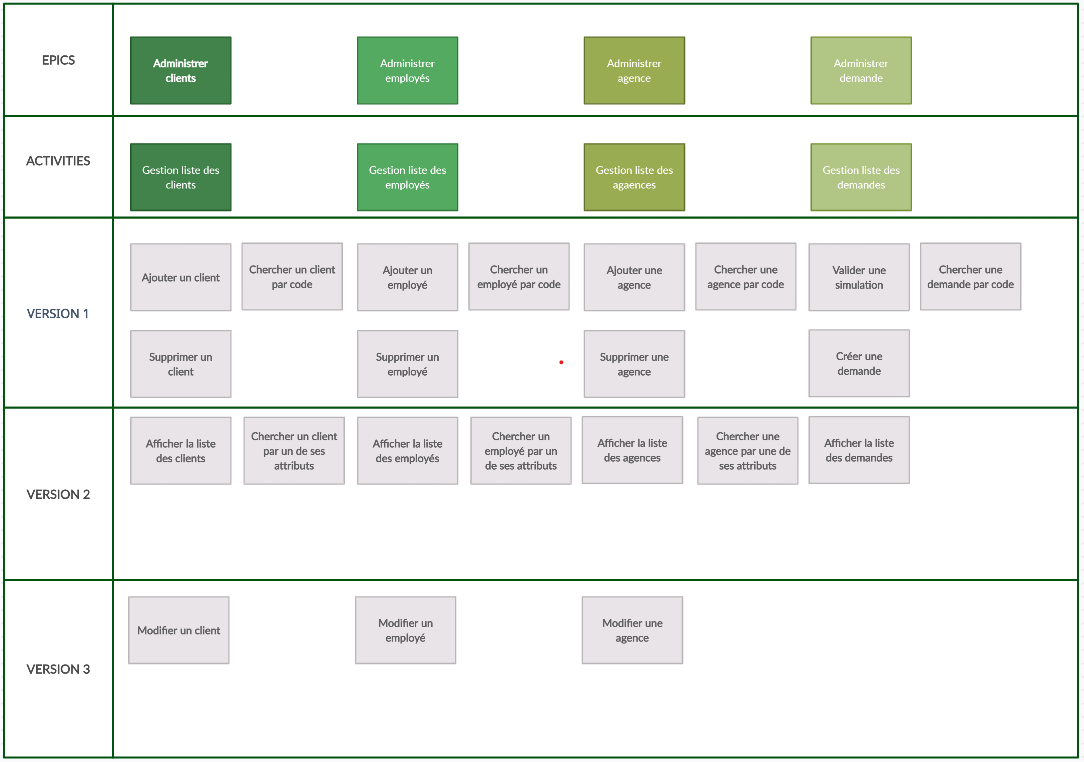 EPICS
Administrer
clients
Administrer
employés
Administrer
agence
Administrer
demande
ACTIVITIES
Gestion liste des
clients
Gestion liste des
employés
Gestion liste des
agaences
Gestion liste des
demandes
VERSION 1
Ajouter un client
Chercher un client
par code
Ajouter un
employé
Chercher un
employé par code
Ajouter une
agence
Chercher une
agence par code
Valider une
simulation
Chercher une
demande par code
Supprimer un
client
Supprimer un
employé
Supprimer une
agence
Créer une
demande
VERSION 2
Afficher la liste
des clients
Chercher un client
par un de ses
attributs
Afficher la liste
des employés
Chercher un
employé par un
de ses attributs
Afficher la liste
des agences
Chercher une
agence par une de
ses attributs
Afficher la liste
des demandes
VERSION 3
Modifier un client
Modifier un
employé
Modifier une
agence